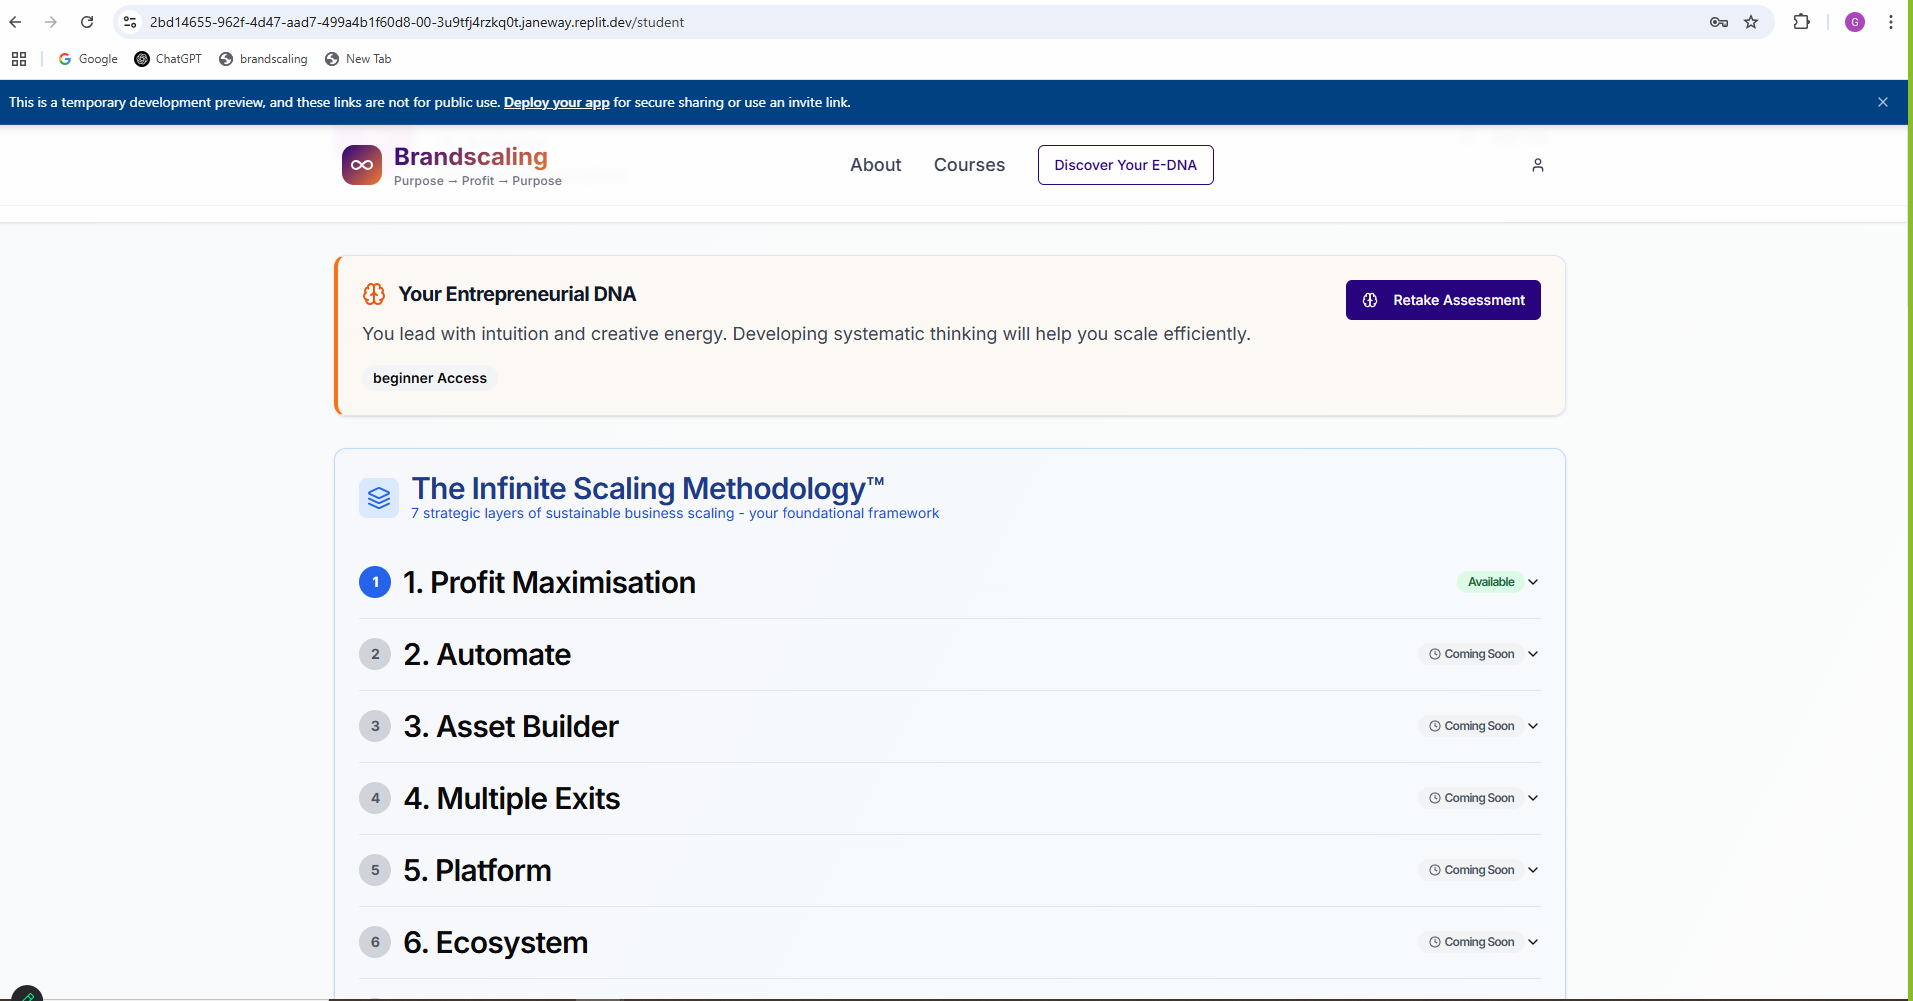 2bd14655-962f-4d47-aad7-499a4b1f60d8-00-3u9tfj4rzkq0t.janeway.replit.dev/student
G
Google
ChatGPT
brandscaling
New Tab
This is a temporary development preview, and these links are not for public use. Deploy your app for secure sharing or use an invite link.
Brandscaling
Purpose → Profit → Purpose
About
Courses
Discover Your E-DNA
Your Entrepreneurial DNA
Retake Assessment
You lead with intuition and creative energy. Developing systematic thinking will help you scale efficiently.
beginner Access
The Infinite Scaling Methodology™
7 strategic layers of sustainable business scaling - your foundational framework
1 1. Profit Maximisation Available
2 2. Automate Coming Soon
3 3. Asset Builder Coming Soon
4 4. Multiple Exits Coming Soon
5 5. Platform Coming Soon
6 6. Ecosystem Coming Soon